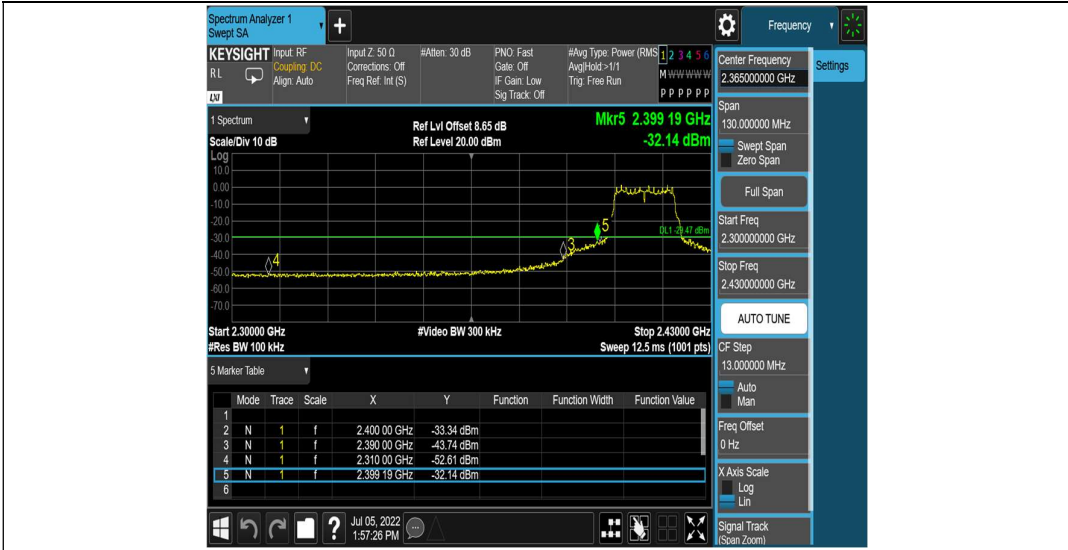 Spectrum Analyzer 1
Swept SA
+
Frequency
KEYSIGHT
RL
LXI
Input: RF
Coupling: DC
Align: Auto
Input Z: 50 Ω
Corrections: Off
Freq Ref: Int (S)
#Atten: 30 dB
PNO: Fast
Gate: Off
IF Gain: Low
Sig Track: Off
#Avg Type: Power (RMS
Avg|Hold:>1/1
Trig: Free Run
1 2 3 4 5 6
M W W W W W
P P P P P P
1 Spectrum
Scale/Div 10 dB
Ref Lvl Offset 8.65 dB
Ref Level 20.00 dBm
Mkr5 2.399 19 GHz
-32.14 dBm
Log
10.0
0.00
-10.0
-20.0
-30.0
-40.0
-50.0
-60.0
-70.0
4
3
5
DL1 -29.47 dBm
Start 2.30000 GHz
#Res BW 100 kHz
#Video BW 300 kHz
Stop 2.43000 GHz
Sweep 12.5 ms (1001 pts)
5 Marker Table
Mode Trace Scale X Y Function Function Width Function Value
1
2 N 1 f 2.400 00 GHz -33.34 dBm
3 N 1 f 2.390 00 GHz -43.74 dBm
4 N 1 f 2.310 00 GHz -52.61 dBm
5 N 1 f 2.399 19 GHz -32.14 dBm
6
?
Jul 05, 2022
1:57:26 PM
Center Frequency
2.365000000 GHz
Settings
Span
130.000000 MHz
Swept Span
Zero Span
Full Span
Start Freq
2.300000000 GHz
Stop Freq
2.430000000 GHz
AUTO TUNE
CF Step
13.000000 MHz
Auto
Man
Freq Offset
0 Hz
X Axis Scale
Log
Lin
Signal Track
(Span Zoom)